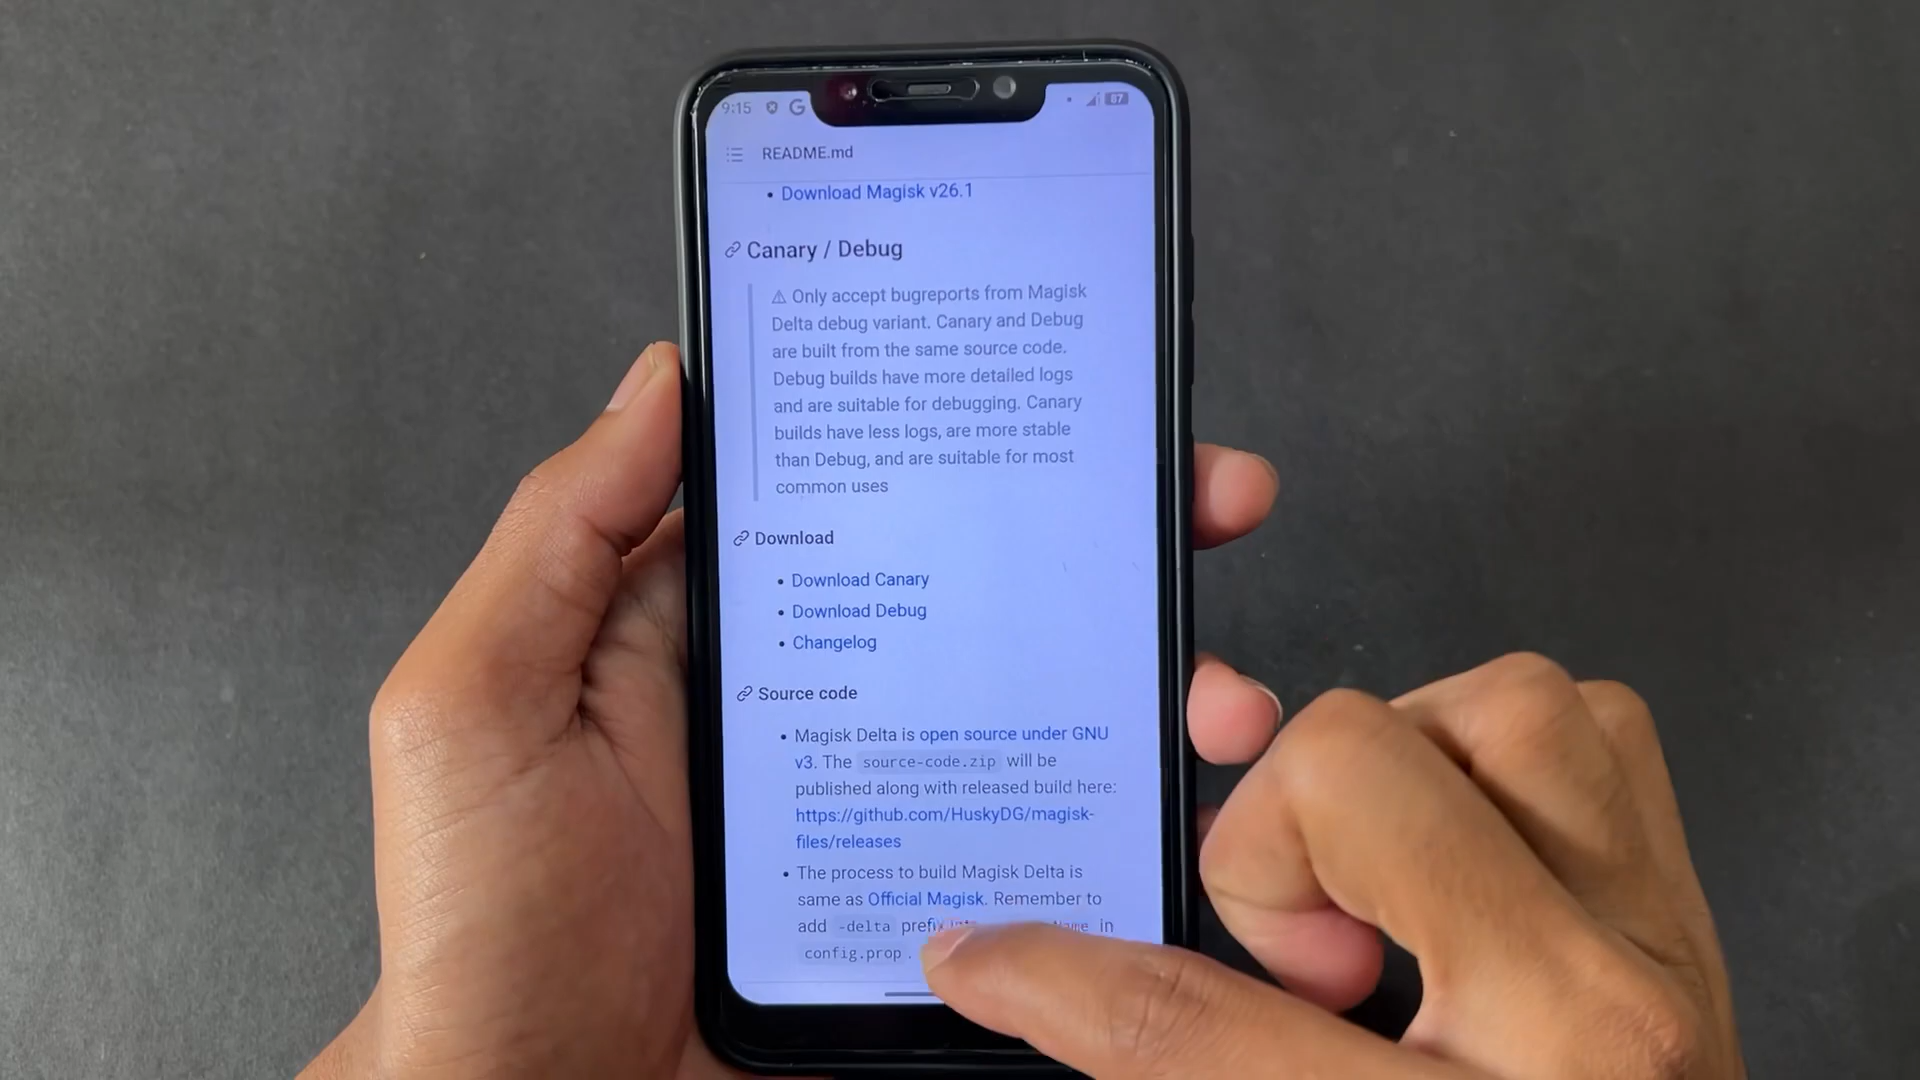 9:15 G 87
README.md
• Download Magisk v26.1
Canary / Debug
⚠ Only accept bugreports from Magisk
Delta debug variant. Canary and Debug
are built from the same source code.
Debug builds have more detailed logs
and are suitable for debugging. Canary
builds have less logs, are more stable
than Debug, and are suitable for most
common uses
Download
• Download Canary
• Download Debug
• Changelog
Source code
• Magisk Delta is open source under GNU
v3. The source-code.zip will be
published along with released build here:
https://github.com/HuskyDG/magisk-
files/releases
• The process to build Magisk Delta is
same as Official Magisk. Remember to
add -delta prefix in
config.prop .